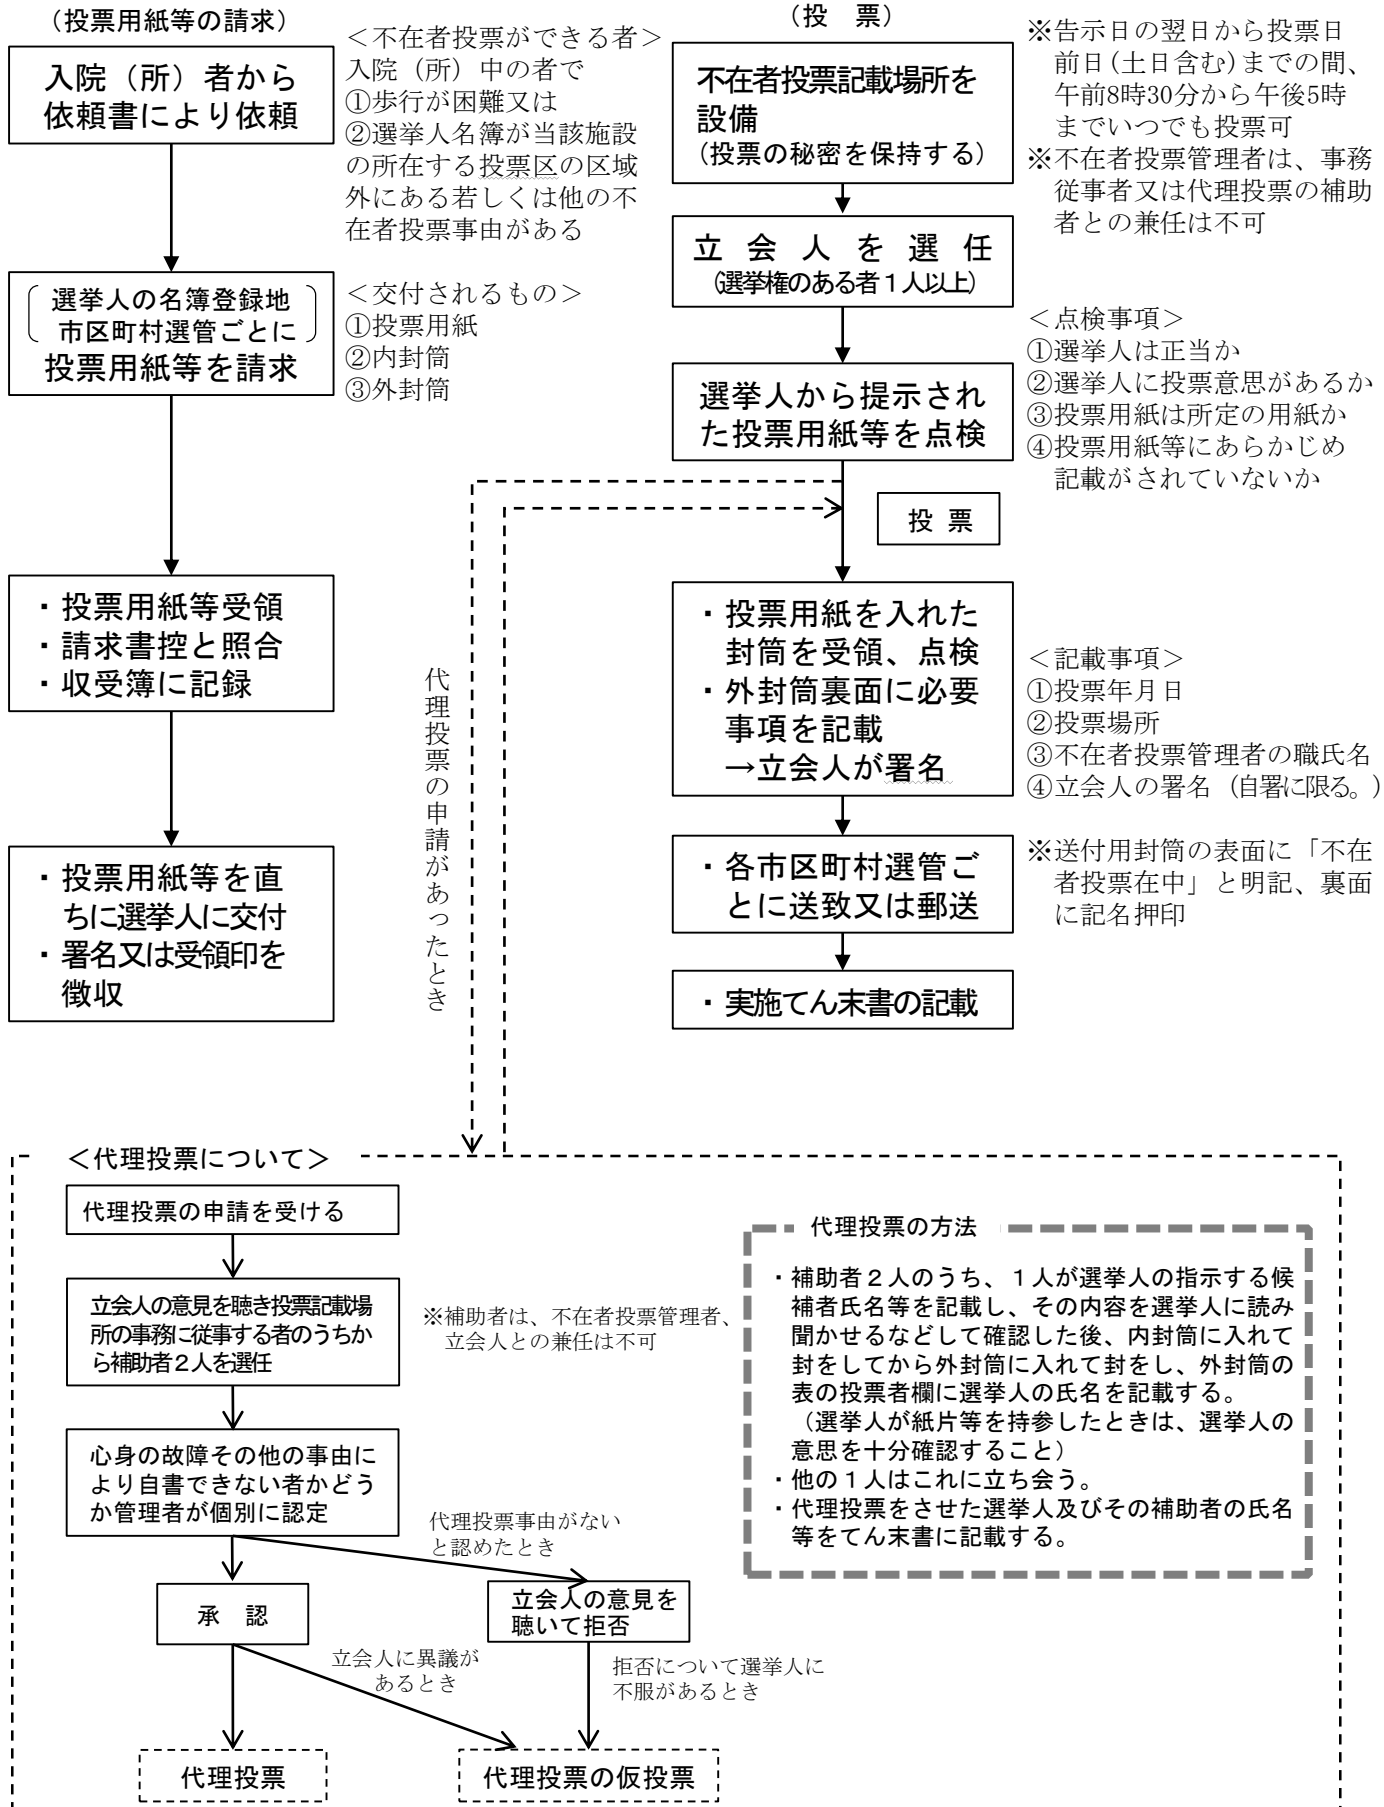 （投票用紙等の請求）
入院（所）者から
依頼書により依頼
＜不在者投票ができる者＞
入院（所）中の者で
①歩行が困難又は
②選挙人名簿が当該施設
の所在する投票区の区域
外にある若しくは他の不
在者投票事由がある
選挙人の名簿登録地
市区町村選管ごとに
投票用紙等を請求
＜交付されるもの＞
①投票用紙
②内封筒
③外封筒
・投票用紙等受領
・請求書控と照合
・収受簿に記録
・投票用紙等を直
ちに選挙人に交付
・署名又は受領印を
徴収
（投　票）
不在者投票記載場所を
設備
（投票の秘密を保持する）
※告示日の翌日から投票日
前日(土日含む)までの間、
午前8時30分から午後5時
までいつでも投票可
※不在者投票管理者は、事務
従事者又は代理投票の補助
者との兼任は不可
立 会 人 を 選 任
（選挙権のある者１人以上）
選挙人から提示され
た投票用紙等を点検
＜点検事項＞
①選挙人は正当か
②選挙人に投票意思があるか
③投票用紙は所定の用紙か
④投票用紙等にあらかじめ
記載がされていないか
投 票
代理投票の申請があったとき
・投票用紙を入れた
封筒を受領、点検
・外封筒裏面に必要
事項を記載
→立会人が署名
＜記載事項＞
①投票年月日
②投票場所
③不在者投票管理者の職氏名
④立会人の署名（自署に限る。）
・各市区町村選管ご
とに送致又は郵送
※送付用封筒の表面に「不在
者投票在中」と明記、裏面
に記名押印
・実施てん末書の記載
＜代理投票について＞
代理投票の申請を受ける
立会人の意見を聴き投票記載場
所の事務に従事する者のうちか
ら補助者２人を選任
※補助者は、不在者投票管理者、
立会人との兼任は不可
心身の故障その他の事由に
より自書できない者かどう
か管理者が個別に認定
代理投票事由がない
と認めたとき
承　認
立会人の意見を
聴いて拒否
立会人に異議が
あるとき
拒否について選挙人に
不服があるとき
代理投票
代理投票の仮投票
代理投票の方法
・補助者２人のうち、１人が選挙人の指示する候
補者氏名等を記載し、その内容を選挙人に読み
聞かせるなどして確認した後、内封筒に入れて
封をしてから外封筒に入れて封をし、外封筒の
表の投票者欄に選挙人の氏名を記載する。
（選挙人が紙片等を持参したときは、選挙人の
意思を十分確認すること）
・他の１人はこれに立ち会う。
・代理投票をさせた選挙人及びその補助者の氏名
等をてん末書に記載する。